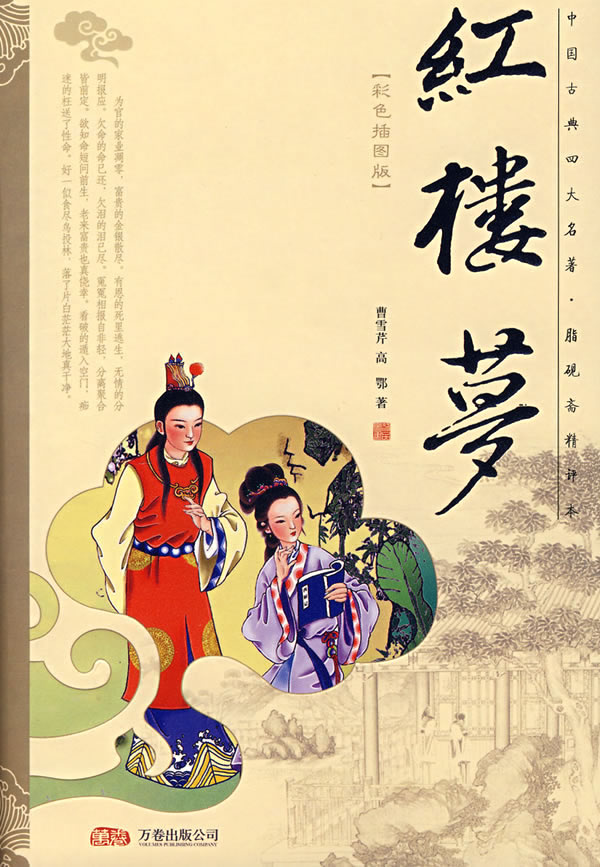 中国古典四大名著·脂砚斋精评本
紅樓夢
【彩色插图版】
曹雪芹 高 鹗 著
为官的家业凋零，富贵的金银散尽。有恩的死里逃生，无情的分
明报应。欠命的命已还，欠泪的泪已尽。冤冤相报自非轻，分离聚合
皆前定。欲知命短问前生，老来富贵也真侥幸。看破的遁入空门，痴
迷的枉送了性命。好一似食尽鸟投林，落了片白茫茫大地真干净。
萬卷
万卷出版公司
VOLUMES PUBLISHING COMPANY